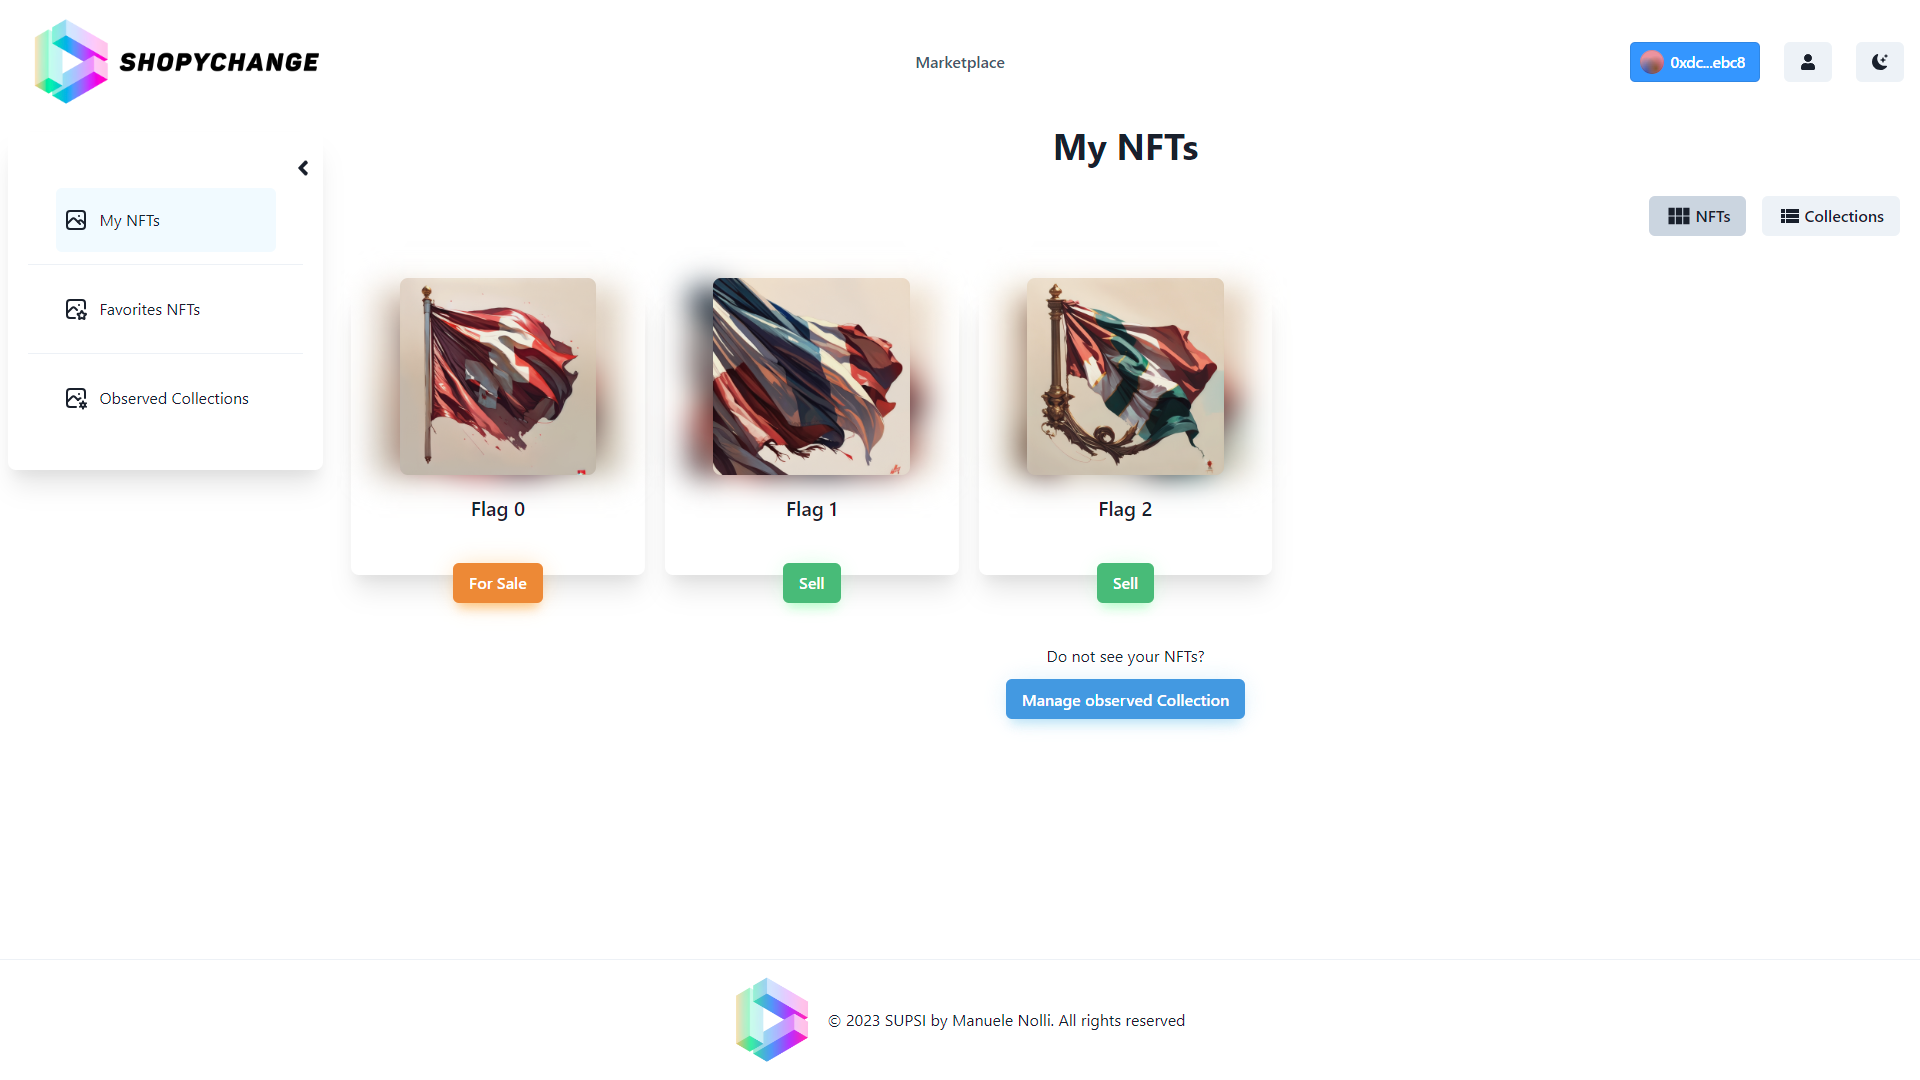 SHOPYCHANGE
Marketplace
0xdc...ebc8
My NFTs
My NFTs
Favorites NFTs
Observed Collections
NFTs
Collections
Flag 0
Flag 1
Flag 2
For Sale
Sell
Sell
Do not see your NFTs?
Manage observed Collection
© 2023 SUPSI by Manuele Nolli. All rights reserved